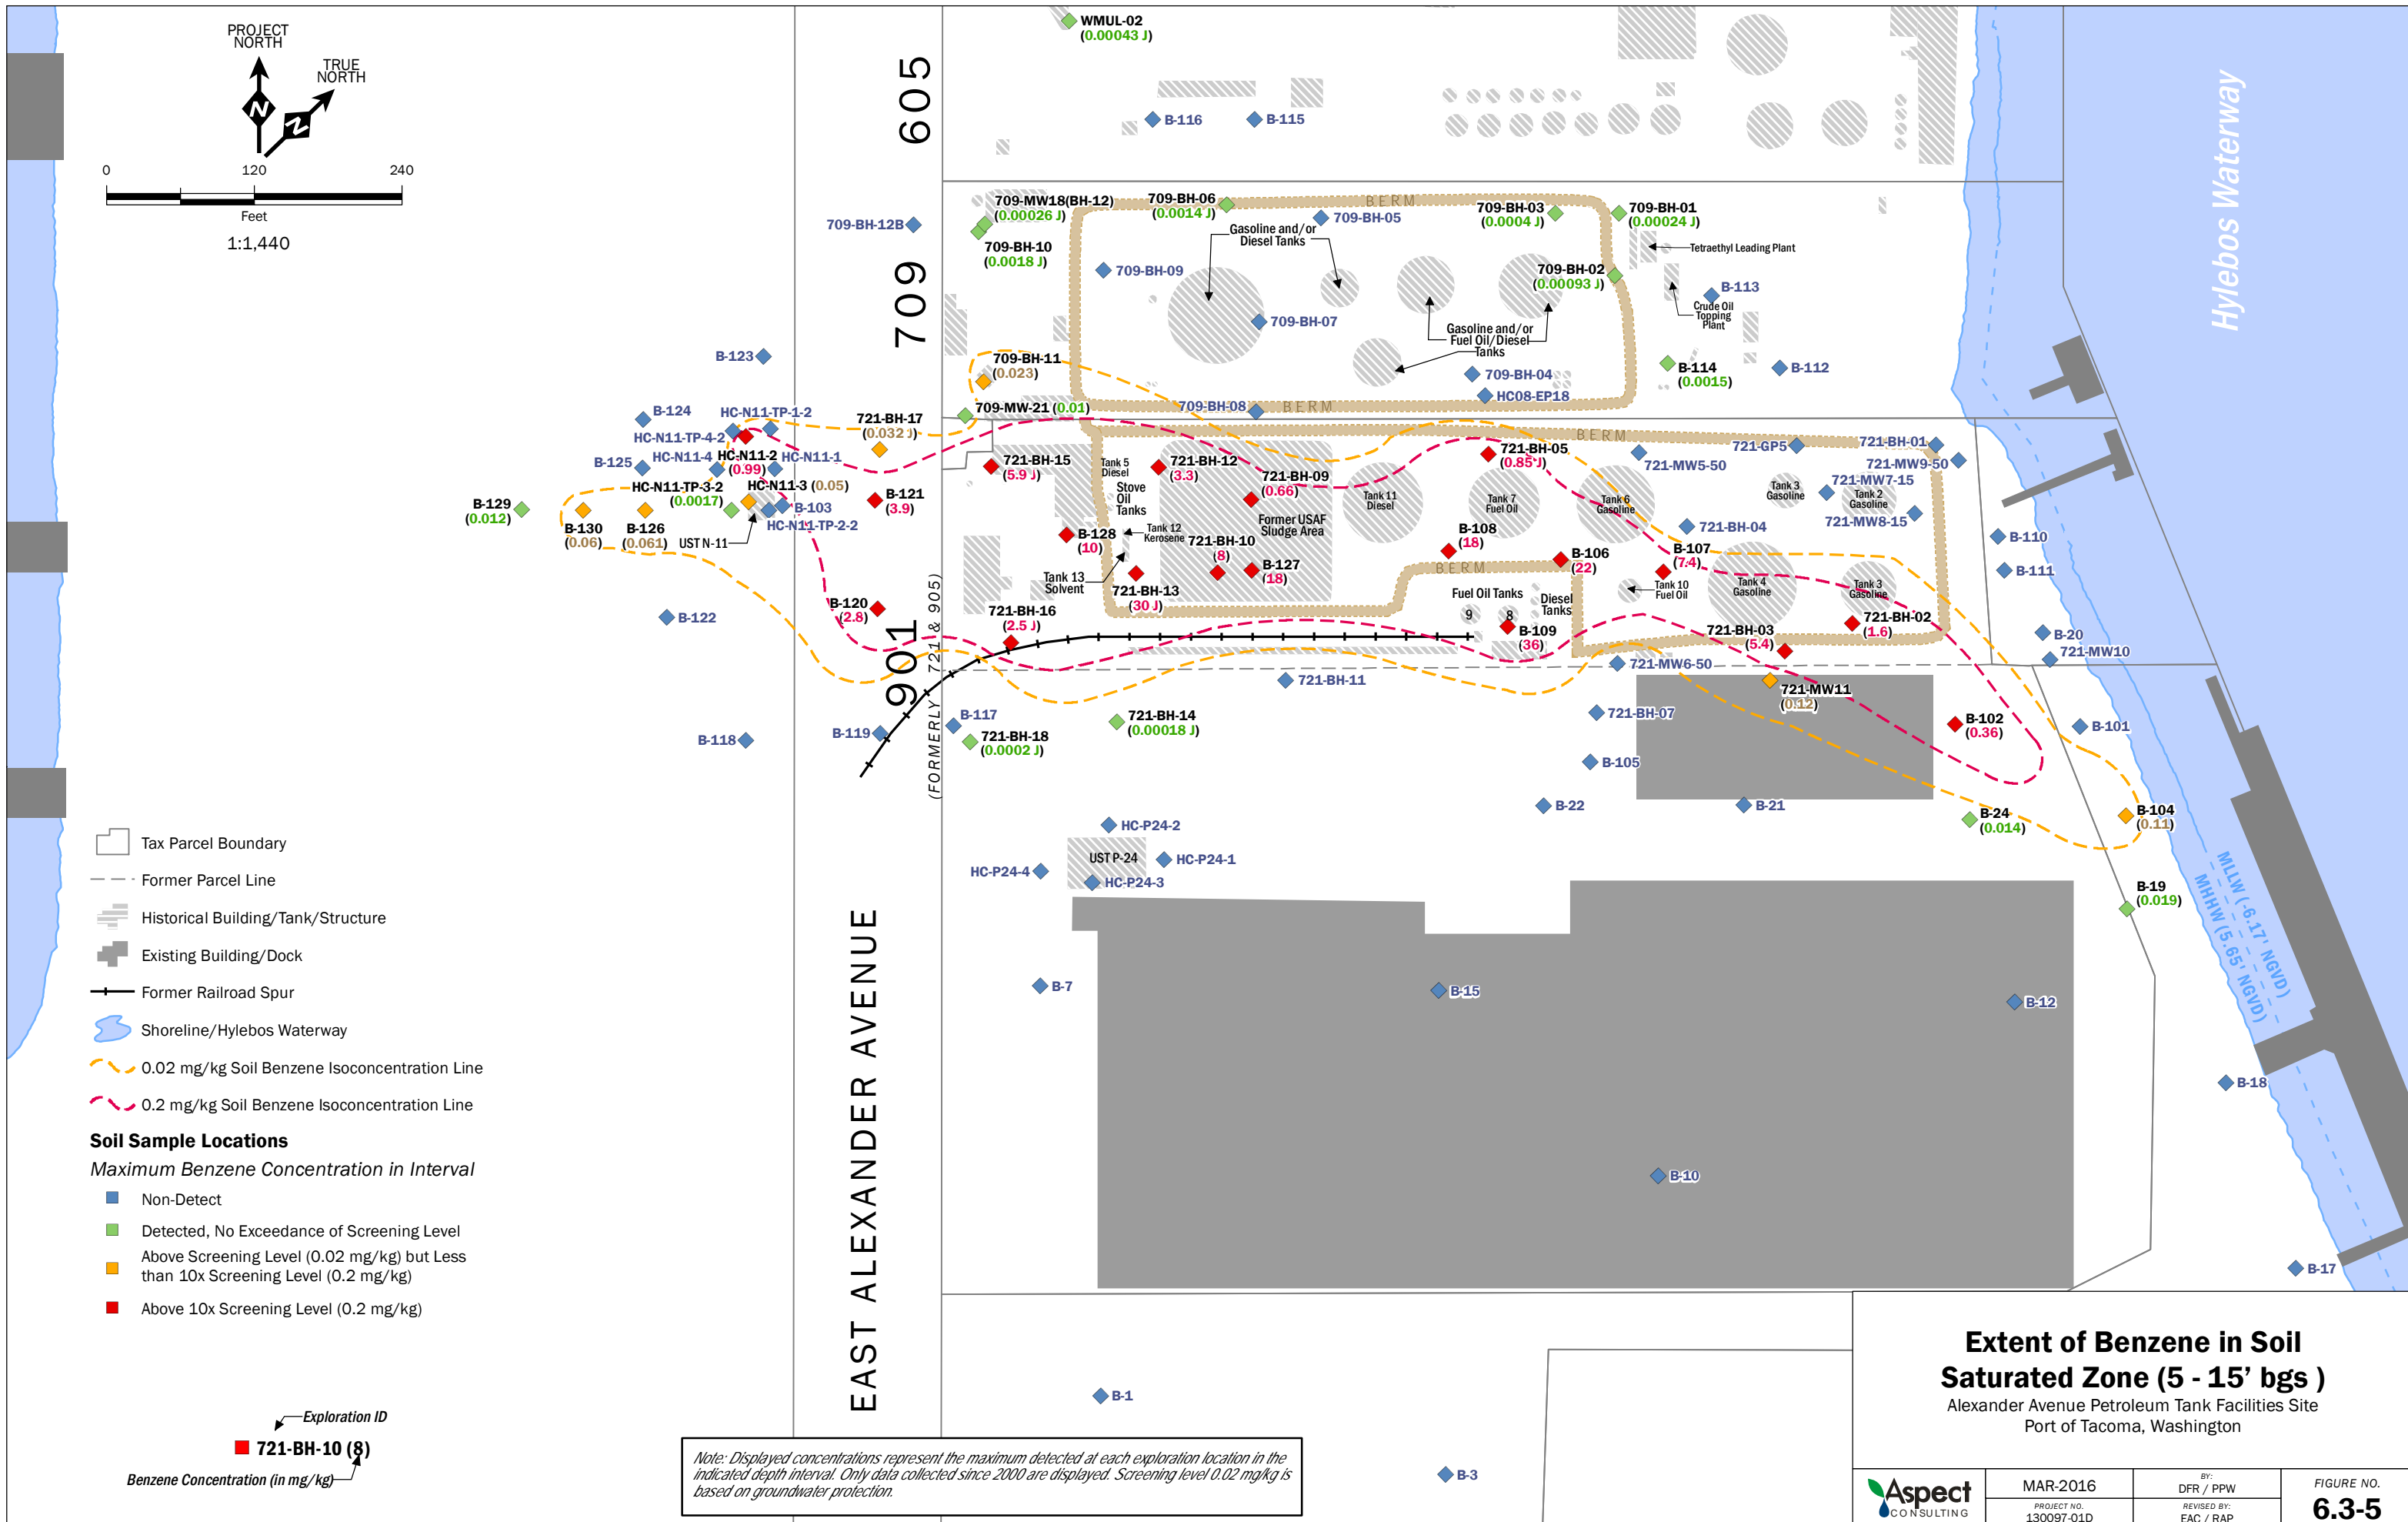 PROJECT
NORTH
TRUE
NORTH
N
N
0 120 240
Feet
1:1,440
WMUL-02
(0.00043 J)
B-116
B-115
605
709
901
(FORMERLY 721 & 905)
EAST ALEXANDER AVENUE
Hylebos Waterway
709-BH-12B
709-MW18(BH-12)
(0.00026 J)
709-BH-10
(0.0018 J)
709-BH-06
(0.0014 J)
BERM
709-BH-05
709-BH-03
(0.0004 J)
709-BH-01
(0.00024 J)
Gasoline and/or
Diesel Tanks
Tetraethyl Leading Plant
709-BH-09
709-BH-02
(0.00093 J)
B-113
Crude Oil
Topping
Plant
709-BH-07
Gasoline and/or
Fuel Oil/Diesel
Tanks
B-123
709-BH-11
(0.023)
709-BH-04
HC08-EP18
B-114
(0.0015)
B-112
709-MW-21 (0.01)
709-BH-08
BERM
B-124
HC-N11-TP-1-2
HC-N11-TP-4-2
721-BH-17
(0.032 J)
B-125
HC-N11-4
HC-N11-2
(0.99)
HC-N11-1
HC-N11-TP-3-2
(0.0017)
HC-N11-3 (0.05)
B-103
HC-N11-TP-2-2
UST N-11
B-129
(0.012)
B-130
(0.06)
B-126
(0.061)
B-121
(3.9)
721-BH-15
(5.9 J)
Tank 5
Diesel
Stove
Oil
Tanks
721-BH-12
(3.3)
721-BH-09
(0.66)
Former USAF
Sludge Area
Tank 11
Diesel
721-BH-05
(0.85 J)
BERM
Tank 7
Fuel Oil
Tank 6
Gasoline
721-MW5-50
721-GP5
721-BH-01
721-MW9-50
721-MW7-15
Tank 3
Gasoline
Tank 2
Gasoline
721-MW8-15
721-BH-04
B-128
(10)
Tank 12
Kerosene
721-BH-10
(8)
B-127
(18)
Tank 13
Solvent
721-BH-13
(30 J)
B-108
(18)
BERM
B-106
(22)
B-107
(7.4)
Tank 10
Fuel Oil
Tank 4
Gasoline
Tank 3
Gasoline
B-110
B-111
Fuel Oil Tanks
9 8
Diesel
Tanks
B-109
(36)
B-120
(2.8)
721-BH-16
(2.5 J)
B-122
721-BH-03
(5.4)
721-BH-02
(1.6)
B-20
721-MW10
721-BH-11
721-MW6-50
721-MW11
(0.12)
B-118
B-119
B-117
721-BH-18
(0.0002 J)
721-BH-14
(0.00018 J)
721-BH-07
B-105
B-102
(0.36)
B-101
B-22
B-21
B-24
(0.014)
B-104
(0.11)
HC-P24-2
UST P-24
HC-P24-1
HC-P24-4
HC-P24-3
B-19
(0.019)
MLLW (-6.17' NGVD)
MHHW (5.65' NGVD)
B-7
B-15
B-12
B-18
B-10
B-17
B-1
B-3
Tax Parcel Boundary
Former Parcel Line
Historical Building/Tank/Structure
Existing Building/Dock
Former Railroad Spur
Shoreline/Hylebos Waterway
0.02 mg/kg Soil Benzene Isoconcentration Line
0.2 mg/kg Soil Benzene Isoconcentration Line
Soil Sample Locations
Maximum Benzene Concentration in Interval
Non-Detect
Detected, No Exceedance of Screening Level
Above Screening Level (0.02 mg/kg) but Less
than 10x Screening Level (0.2 mg/kg)
Above 10x Screening Level (0.2 mg/kg)
Exploration ID
721-BH-10 (8)
Benzene Concentration (in mg/kg)
Note: Displayed concentrations represent the maximum detected at each exploration location in the
indicated depth interval. Only data collected since 2000 are displayed. Screening level 0.02 mg/kg is
based on groundwater protection.
Extent of Benzene in Soil
Saturated Zone (5 - 15' bgs )
Alexander Avenue Petroleum Tank Facilities Site
Port of Tacoma, Washington
Aspect
CONSULTING
MAR-2016
PROJECT NO.
130097-01D
BY:
DFR / PPW
REVISED BY:
EAC / RAP
FIGURE NO.
6.3-5